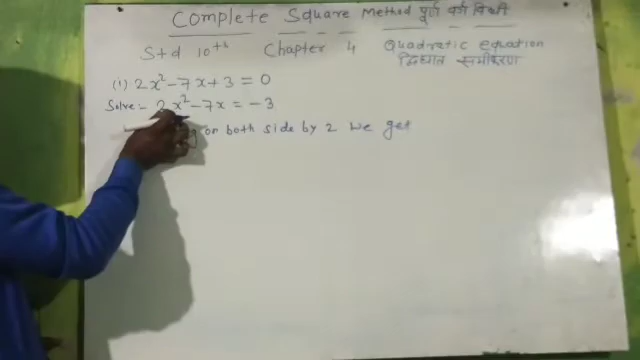 Complete Square Method पूर्ण वर्ग विधी
Std 10th Chapter 4 Quadratic equation
द्विघात समीकरण
(i) 2x² - 7x + 3 = 0
Solve:- 2x² - 7x = -3
on both side by 2 we get